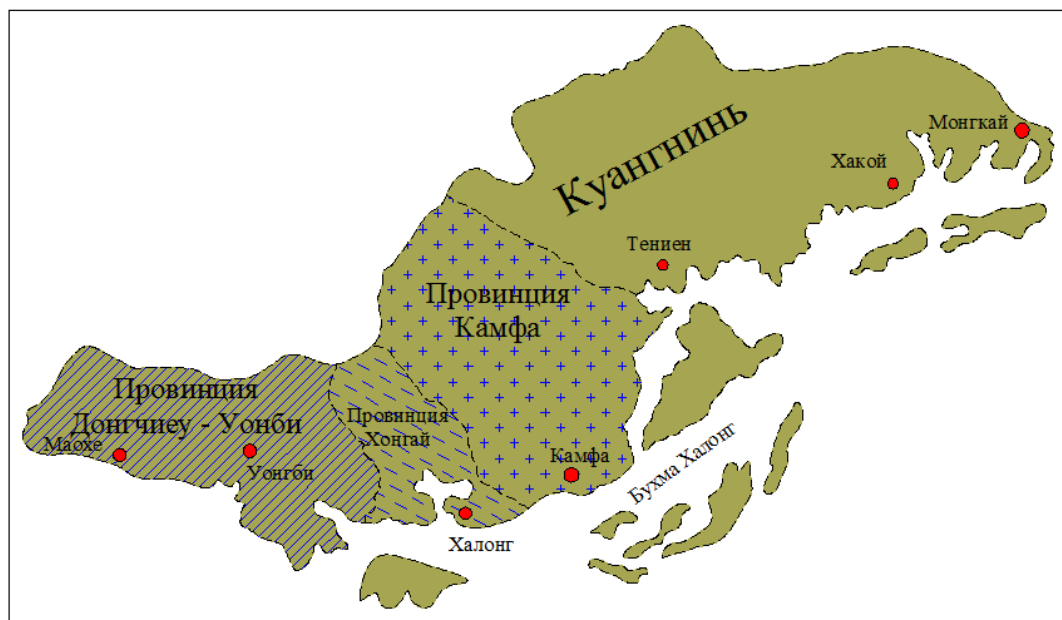 Куангнинь
Монгкай
Хакой
Тениен
Провинция
Камфа
Провинция
Донгчиеу - Уонби
Маохе
Уонгби
Провинция
Хонгай
Камфа
Халонг
Бухма Халонг